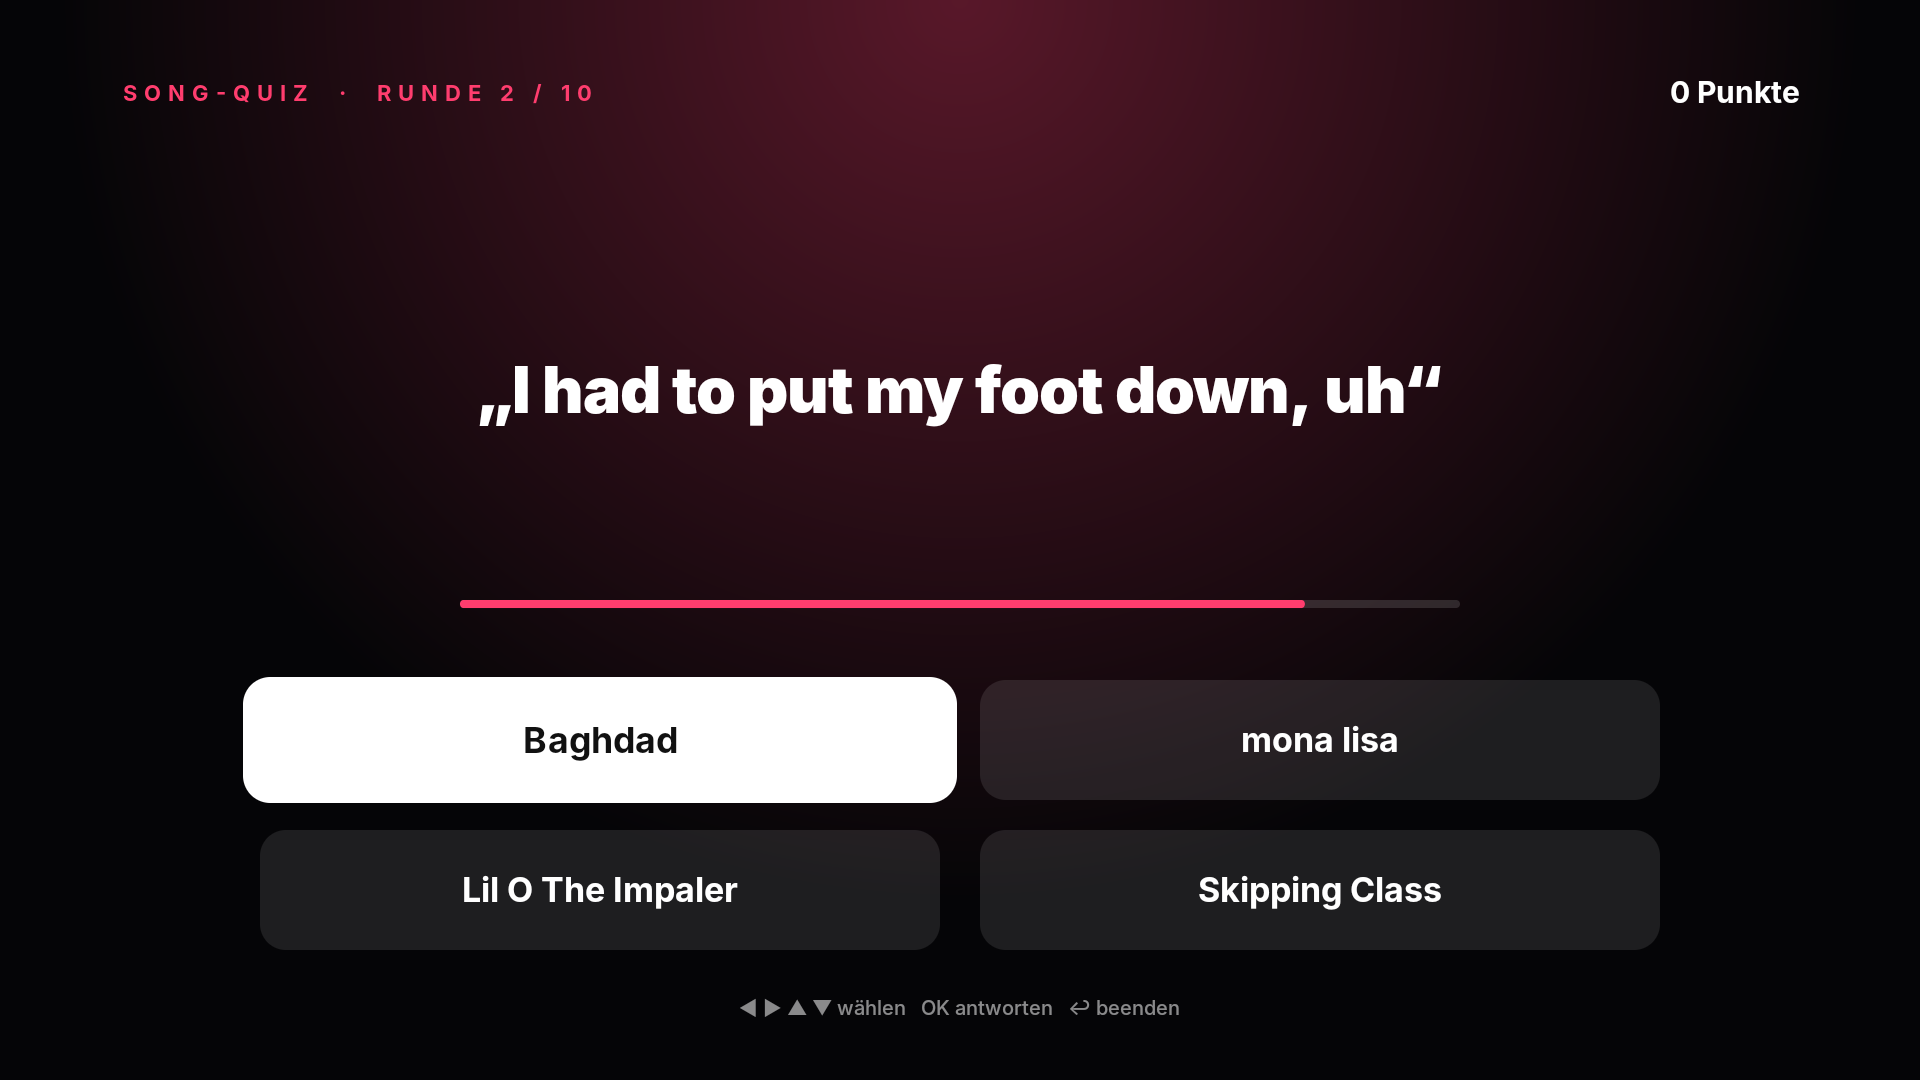 SONG-QUIZ · RUNDE 2 / 10
0 Punkte
„I had to put my foot down, uh“
Baghdad
mona lisa
Lil O The Impaler
Skipping Class
◀ ▶ ▲ ▼ wählen OK antworten ↩ beenden